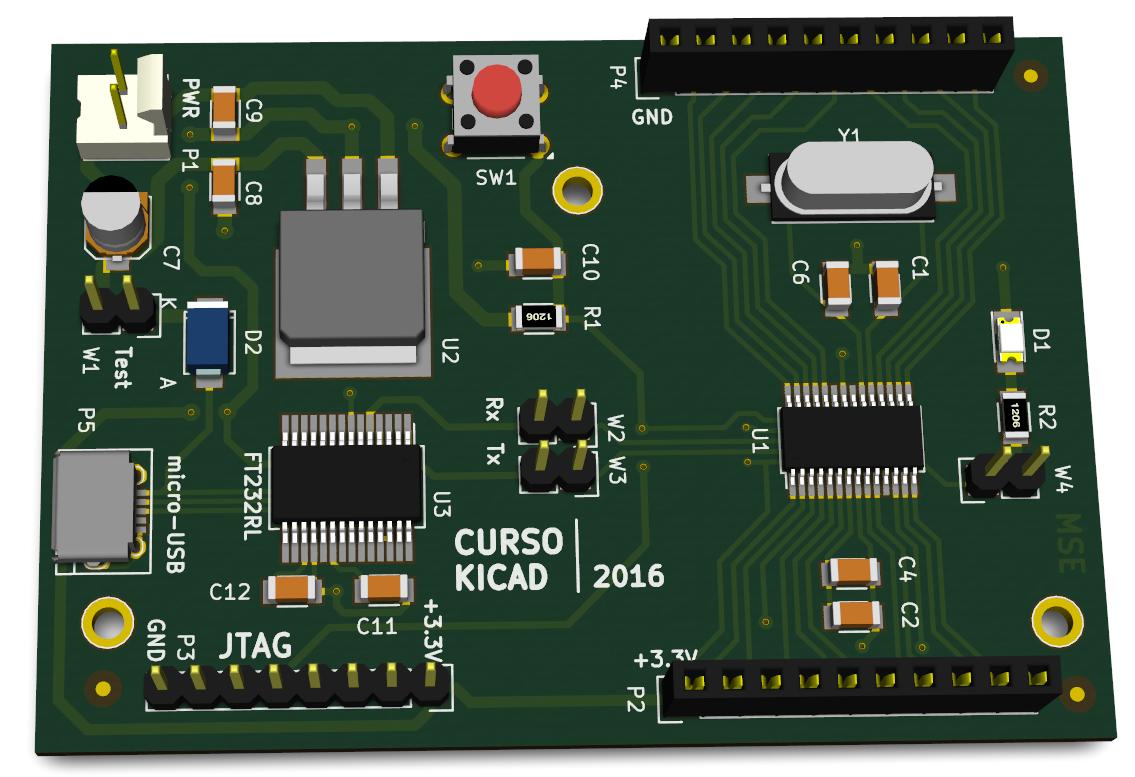 P4
GND
PWR
C9
P1
C8
SW1
Y1
C7
C10
C6
C1
K
R1
1206
D1
W1
Test
A
D2
U2
P5
Rx
W2
R2
1206
Tx
W3
U1
W4
micro-USB
FT232RL
U3
MSE
CURSO
KICAD
2016
C12
C11
C4
C2
GND
P3
JTAG
+3.3V
+3.3V
P2